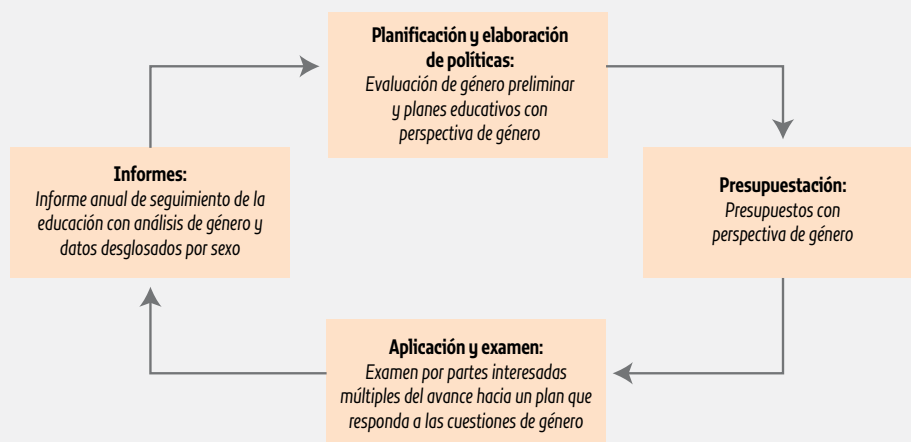 Planificación y elaboración
de políticas:
Evaluación de género preliminar
y planes educativos con
perspectiva de género
Presupuestación:
Presupuestos con
perspectiva de género
Aplicación y examen:
Examen por partes interesadas
múltiples del avance hacia un plan que
responda a las cuestiones de género
Informes:
Informe anual de seguimiento de la
educación con análisis de género y
datos desglosados por sexo